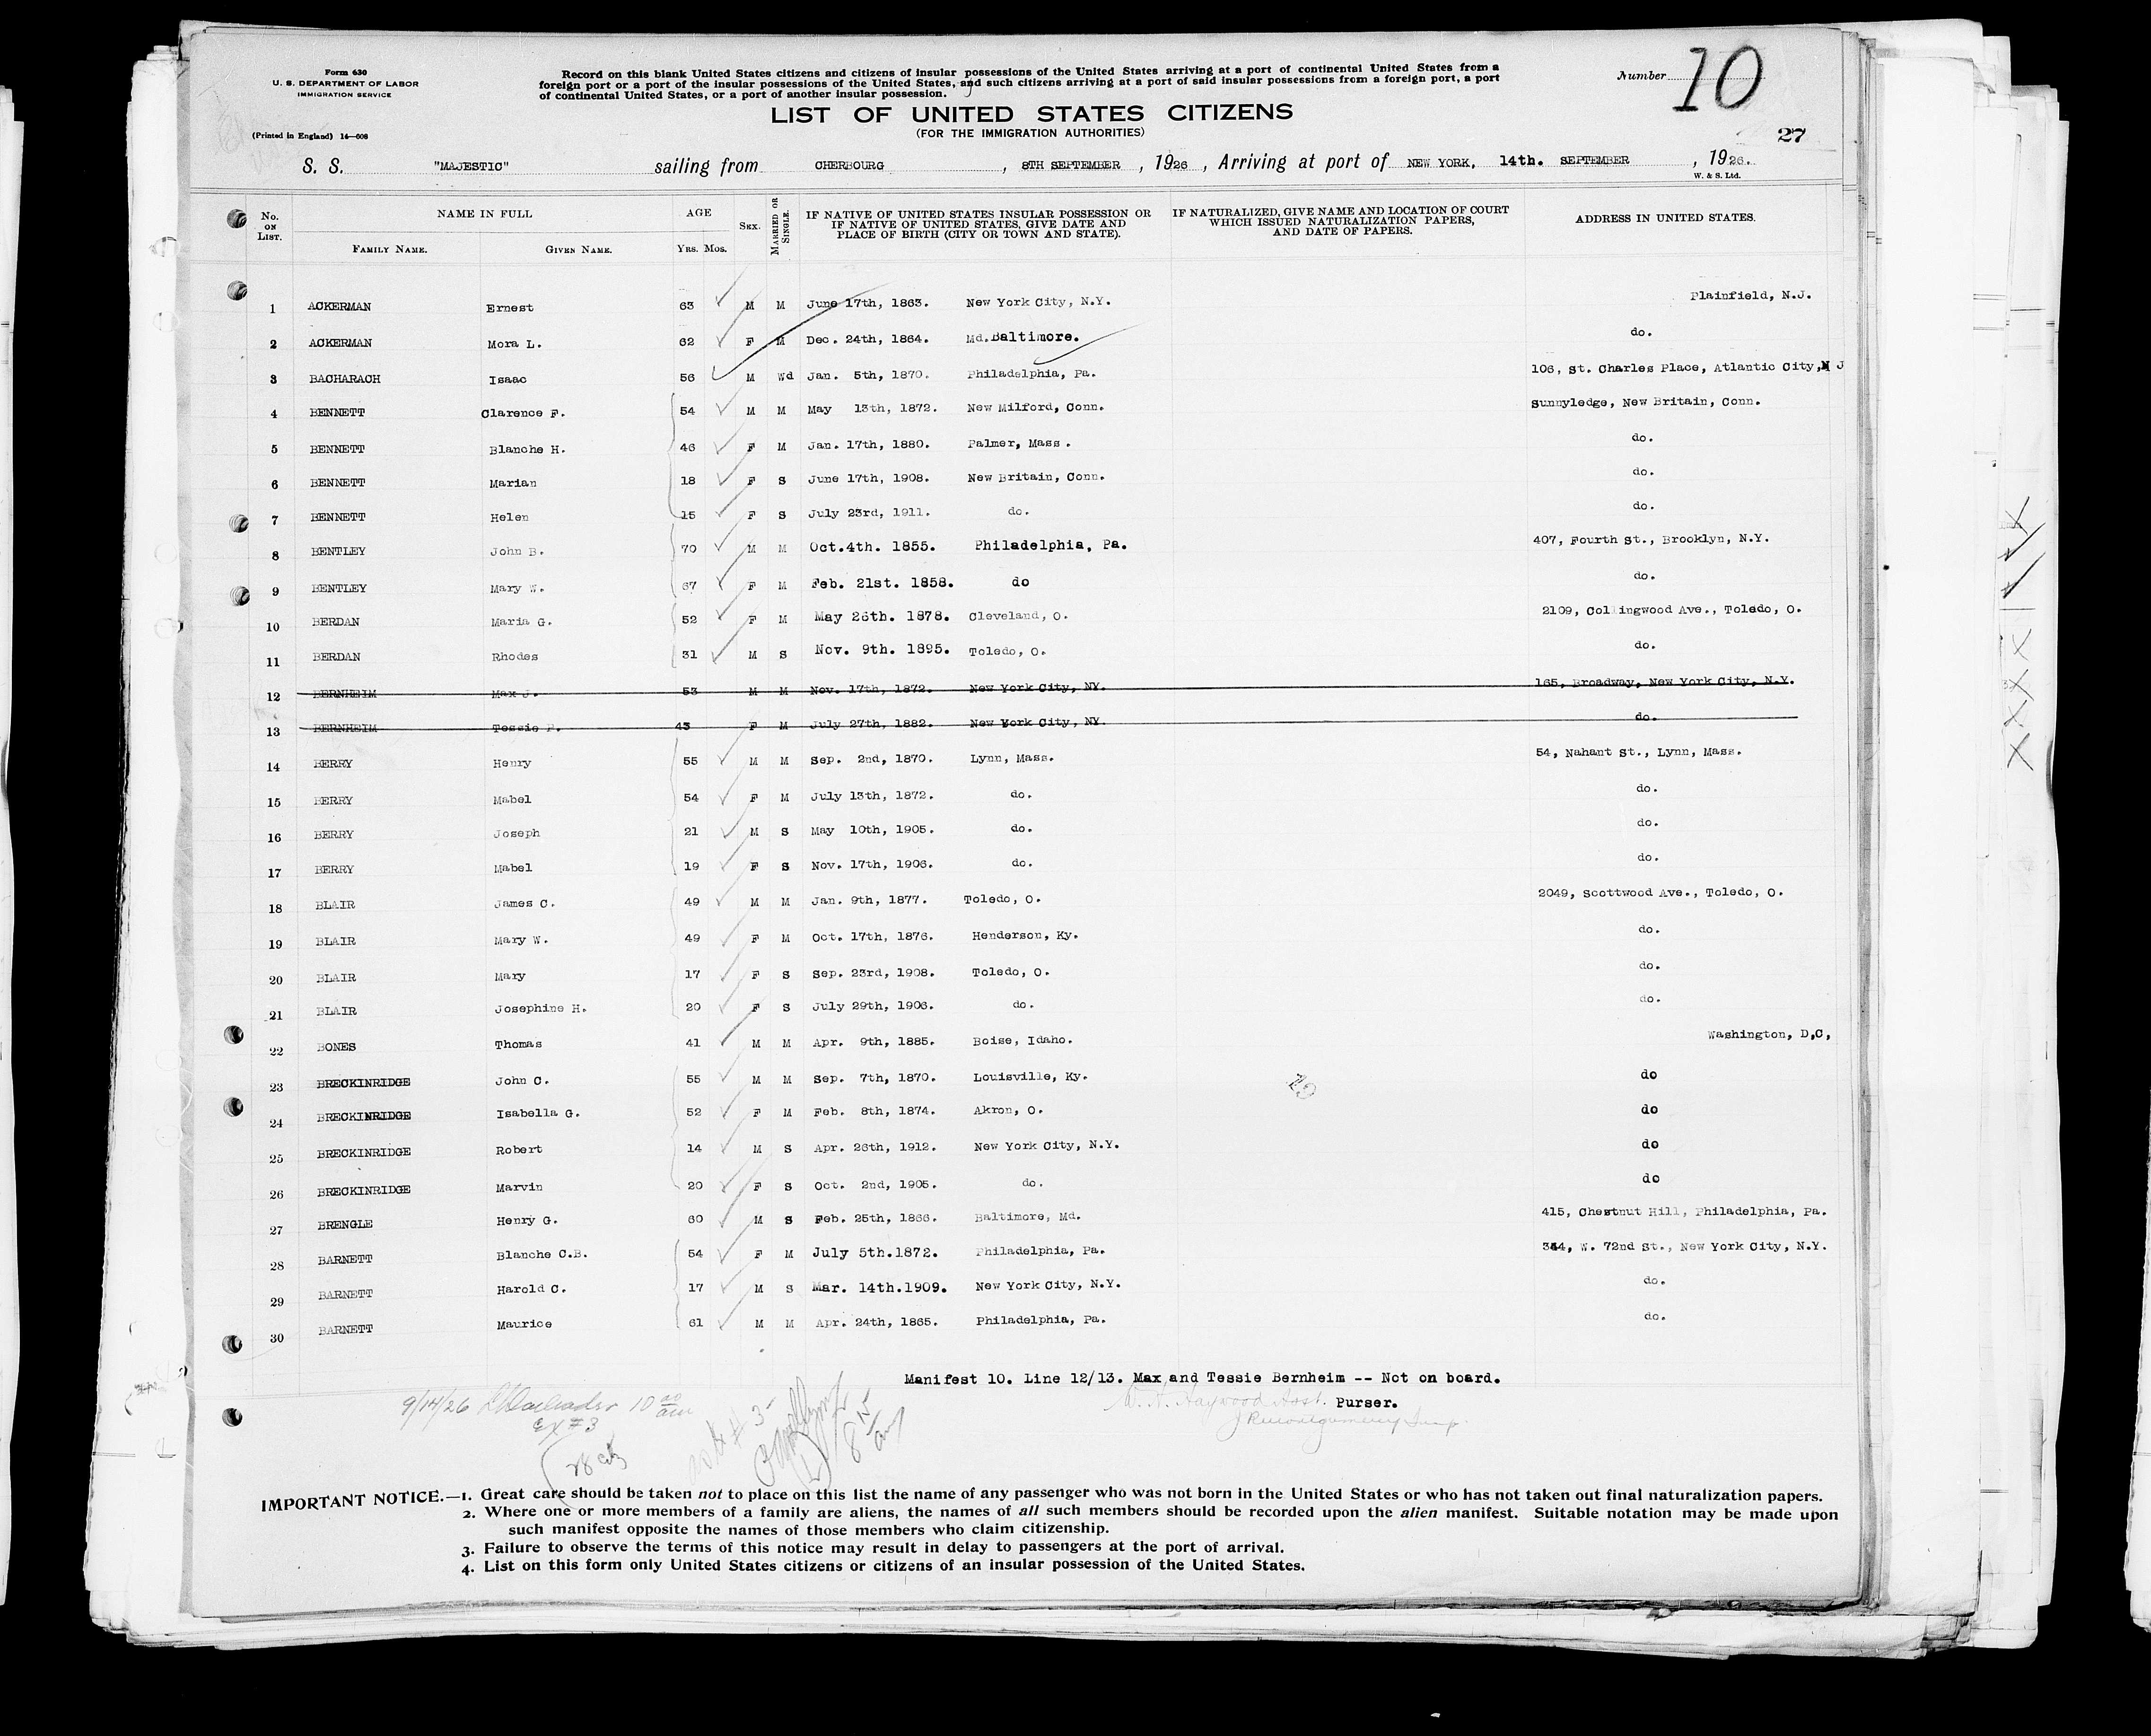 Form 630
U. S. DEPARTMENT OF LABOR
IMMIGRATION SERVICE
(Printed in England) 14—608
Record on this blank United States citizens and citizens of insular possessions of the United States arriving at a port of continental United States from a
foreign port or a port of the insular possessions of the United States, and such citizens arriving at a port of said insular possessions from a foreign port, a port
of continental United States, or a port of another insular possession.
Number 10
LIST OF UNITED STATES CITIZENS
(FOR THE IMMIGRATION AUTHORITIES)
27
S. S. "MAJESTIC" sailing from CHERBOURG , 8TH SEPTEMBER , 1926 , Arriving at port of NEW YORK, 14th. SEPTEMBER , 1926.
W. & S. Ltd.
No. ON LIST. NAME IN FULL FAMILY NAME. GIVEN NAME. AGE YRS. MOS. SEX. MARRIED OR SINGLE. IF NATIVE OF UNITED STATES INSULAR POSSESSION OR IF NATIVE OF UNITED STATES, GIVE DATE AND PLACE OF BIRTH (CITY OR TOWN AND STATE). IF NATURALIZED, GIVE NAME AND LOCATION OF COURT WHICH ISSUED NATURALIZATION PAPERS, AND DATE OF PAPERS. ADDRESS IN UNITED STATES.
1 ACKERMAN Ernest 63 M M June 17th, 1863. New York City, N.Y. Plainfield, N.J.
2 ACKERMAN Mora L. 62 F M Dec. 24th, 1864. Md. Baltimore. do.
3 BACHARACH Isaac 56 M Wd Jan. 5th, 1870. Philadelphia, Pa. 106, St. Charles Place, Atlantic City, N J
4 BENNETT Clarence F. 54 M M May 13th, 1872. New Milford, Conn. Sunnyledge, New Britain, Conn.
5 BENNETT Blanche H. 46 F M Jan. 17th, 1880. Palmer, Mass. do.
6 BENNETT Marian 18 F S June 17th, 1908. New Britain, Conn. do.
7 BENNETT Helen 15 F S July 23rd, 1911. do. do.
8 BENTLEY John B. 70 M M Oct.4th. 1855. Philadelphia, Pa. 407, Fourth St., Brooklyn, N.Y.
9 BENTLEY Mary W. 67 F M Feb. 21st. 1858. do do.
10 BERDAN Maria G. 52 F M May 26th. 1878. Cleveland, O. 2109, Collingwood Ave., Toledo, O.
11 BERDAN Rhodes 31 M S Nov. 9th. 1895. Toledo, O. do.
12 BERNHEIM Max J. 53 M M Nov. 17th, 1872. New York City, NY. 165, Broadway, New York City, N.Y.
13 BERNHEIM Tessie P. 43 F M July 27th, 1882. New York City, NY. do.
14 BERRY Henry 55 M M Sep. 2nd, 1870. Lynn, Mass. 54, Nahant St., Lynn, Mass.
15 BERRY Mabel 54 F M July 13th, 1872. do. do.
16 BERRY Joseph 21 M S May 10th, 1905. do. do.
17 BERRY Mabel 19 F S Nov. 17th, 1906. do. do.
18 BLAIR James C. 49 M M Jan. 9th, 1877. Toledo, O. 2049, Scottwood Ave., Toledo, O.
19 BLAIR Mary W. 49 F M Oct. 17th, 1876. Henderson, Ky. do.
20 BLAIR Mary 17 F S Sep. 23rd, 1908. Toledo, O. do.
21 BLAIR Josephine H. 20 F S July 29th, 1906. do. do.
22 BONES Thomas 41 M M Apr. 9th, 1885. Boise, Idaho. Washington, D,C,
23 BRECKINRIDGE John C. 55 M M Sep. 7th, 1870. Louisville, Ky. do
24 BRECKINRIDGE Isabella G. 52 F M Feb. 8th, 1874. Akron, O. do
25 BRECKINRIDGE Robert 14 M S Apr. 26th, 1912. New York City, N.Y. do
26 BRECKINRIDGE Marvin 20 F S Oct. 2nd, 1905. do. do
27 BRENGLE Henry G. 60 M S Feb. 25th, 1866. Baltimore, Md. 415, Chestnut Hill, Philadelphia, Pa.
28 BARNETT Blanche C.B. 54 F M July 5th.1872. Philadelphia, Pa. 344, W. 72nd St., New York City, N.Y.
29 BARNETT Harold C. 17 M S Mar. 14th.1909. New York City, N.Y. do.
30 BARNETT Maurice 61 M M Apr. 24th, 1865. Philadelphia, Pa. do.
Manifest 10. Line 12/13. Max and Tessie Bernheim -- Not on board.
W. H. Haywood Asst. Purser.
9/14/26 10 00 am
Ex #3
28 cits
8 15 am
IMPORTANT NOTICE.—1. Great care should be taken not to place on this list the name of any passenger who was not born in the United States or who has not taken out final naturalization papers.
2. Where one or more members of a family are aliens, the names of all such members should be recorded upon the alien manifest. Suitable notation may be made upon
such manifest opposite the names of those members who claim citizenship.
3. Failure to observe the terms of this notice may result in delay to passengers at the port of arrival.
4. List on this form only United States citizens or citizens of an insular possession of the United States.